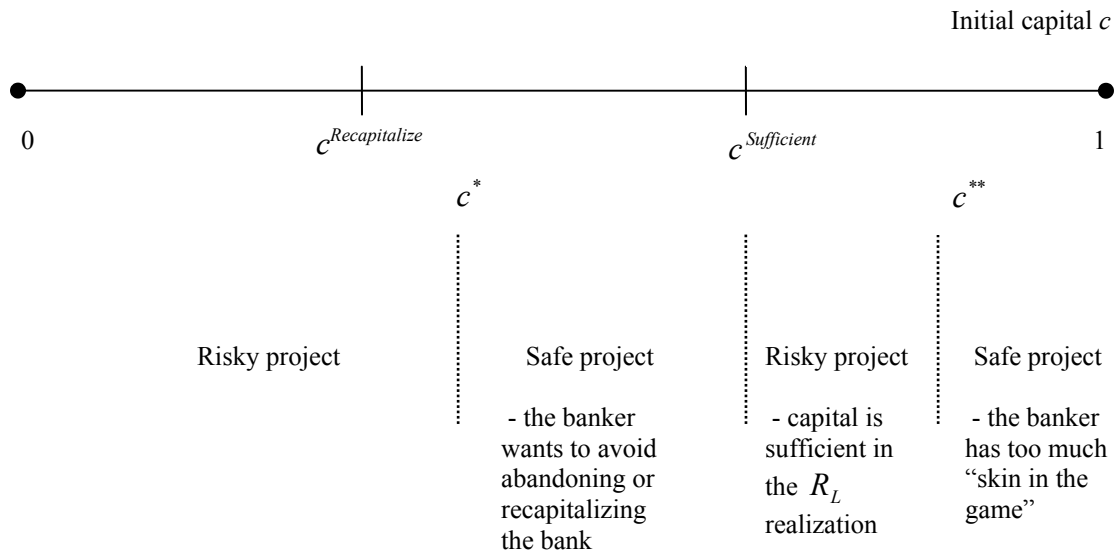 Initial capital c
0
c^Recapitalize
c^Sufficient
1
c^*
c^**
Risky project
Safe project
Risky project
Safe project
- the banker
wants to avoid
abandoning or
recapitalizing
the bank
- capital is
sufficient in
the R_L
realization
- the banker
has too much
“skin in the
game”